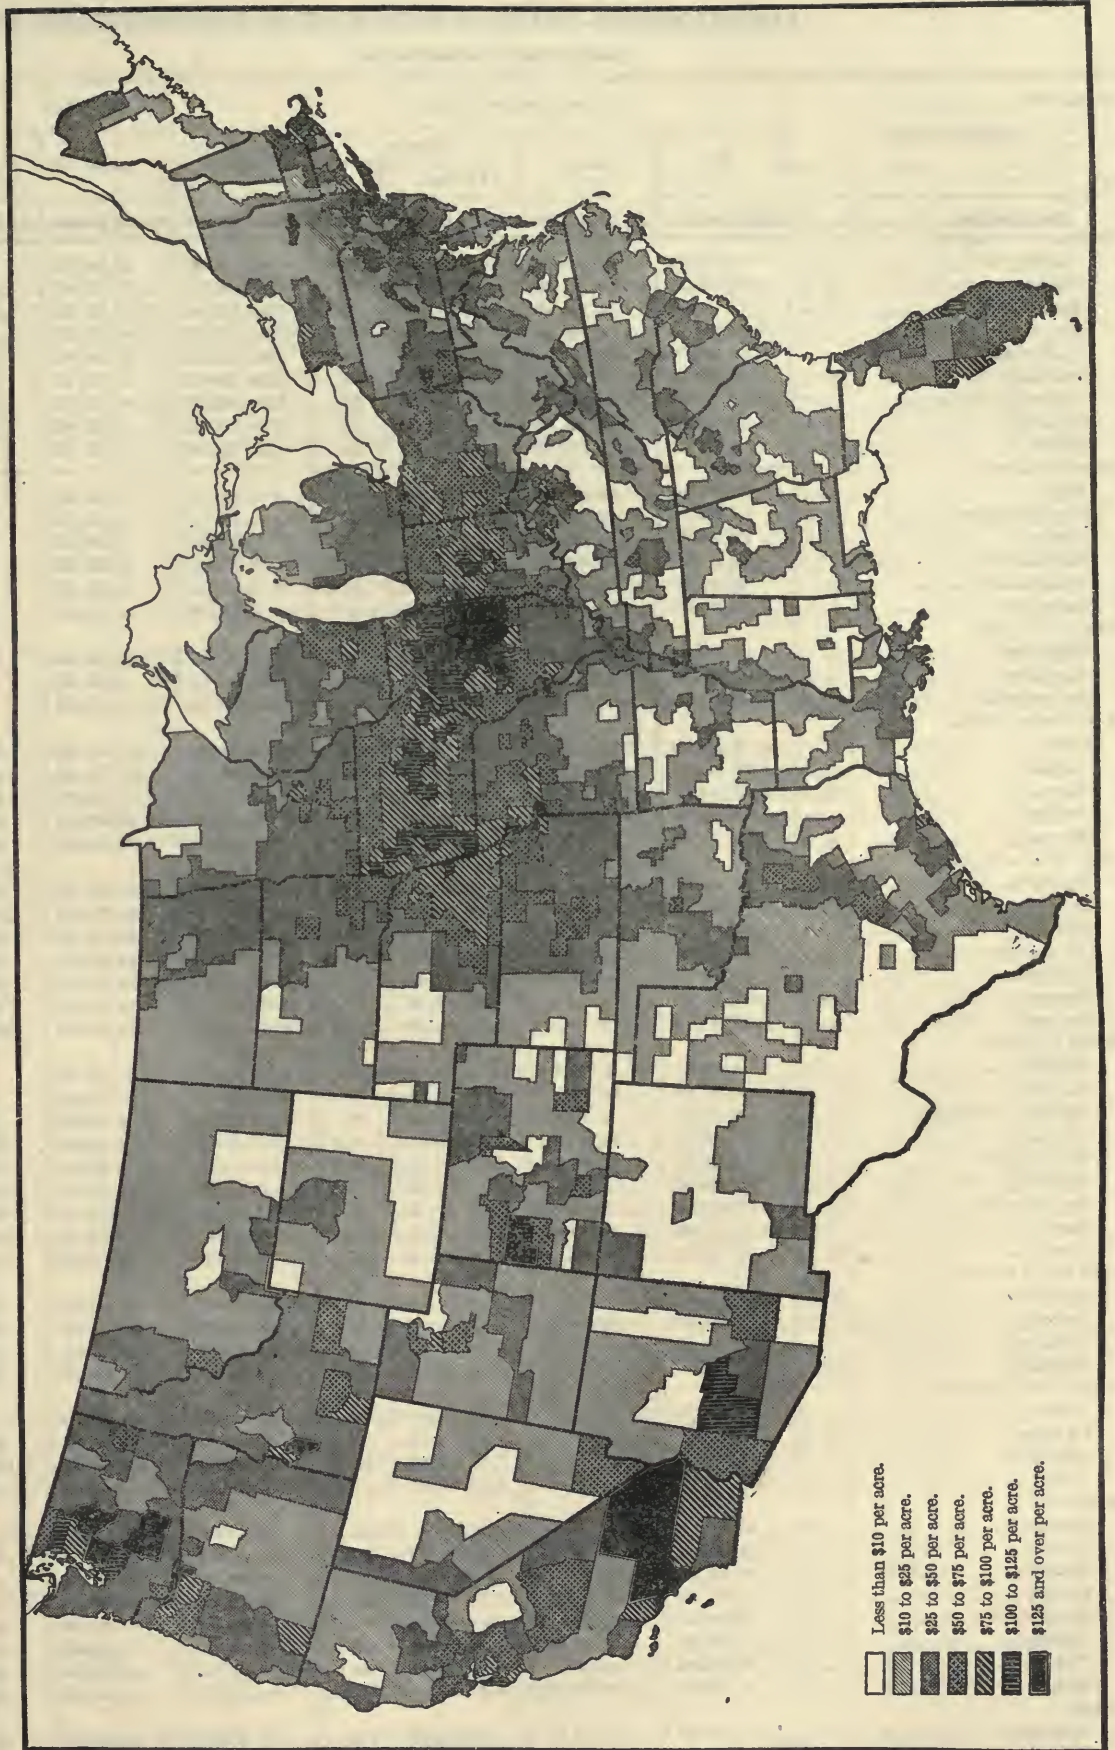 Less than $10 per acre.
$10 to $25 per acre.
$25 to $50 per acre.
$50 to $75 per acre.
$75 to $100 per acre.
$100 to $125 per acre.
$125 and over per acre.